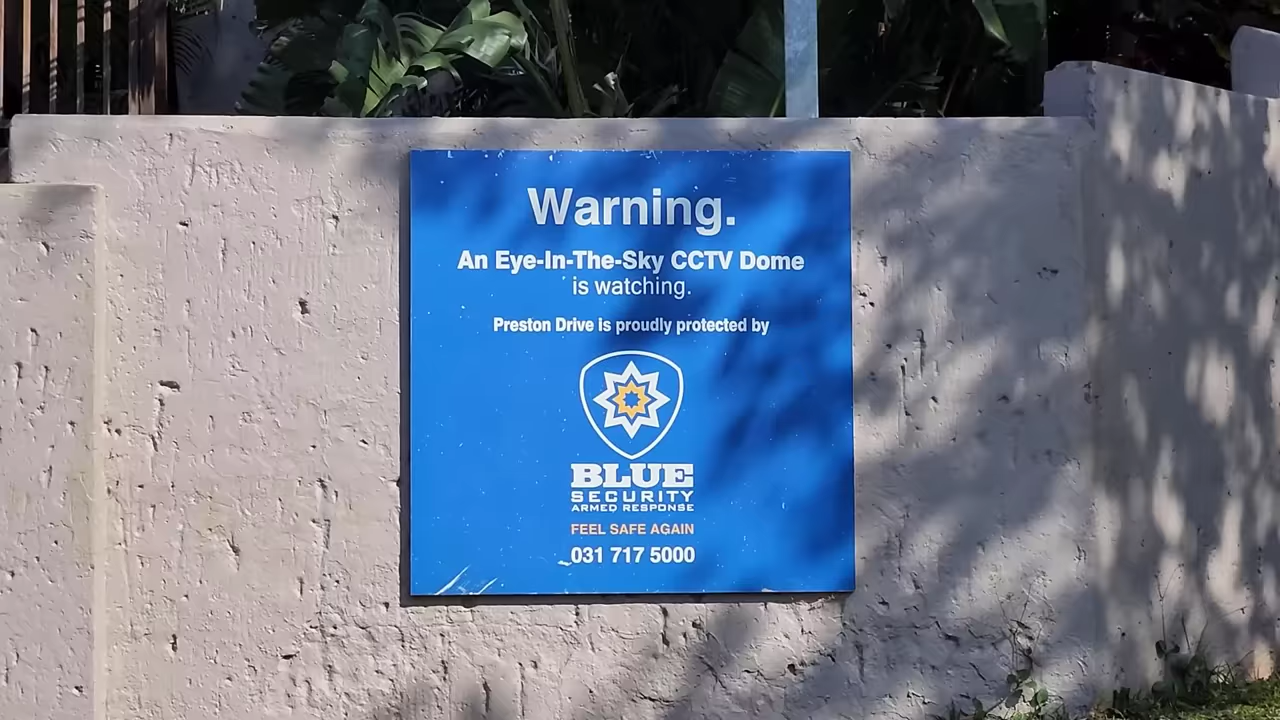 Warning.
An Eye-In-The-Sky CCTV Dome
is watching.
Preston Drive is proudly protected by
BLUE
SECURITY
ARMED RESPONSE
FEEL SAFE AGAIN
031 717 5000